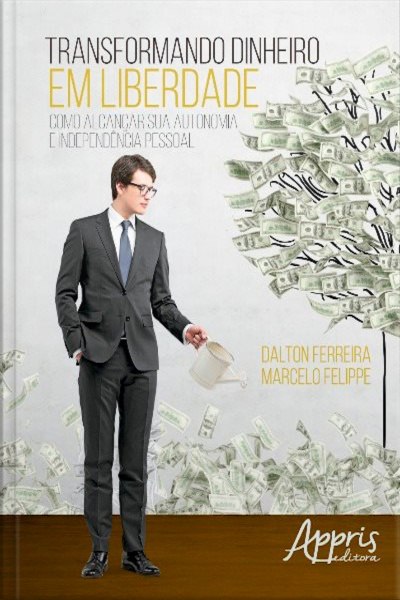 TRANSFORMANDO DINHEIRO
EM LIBERDADE
COMO ALCANÇAR SUA AUTONOMIA
E INDEPENDÊNCIA PESSOAL
DALTON FERREIRA
MARCELO FELIPPE
Appris
editora